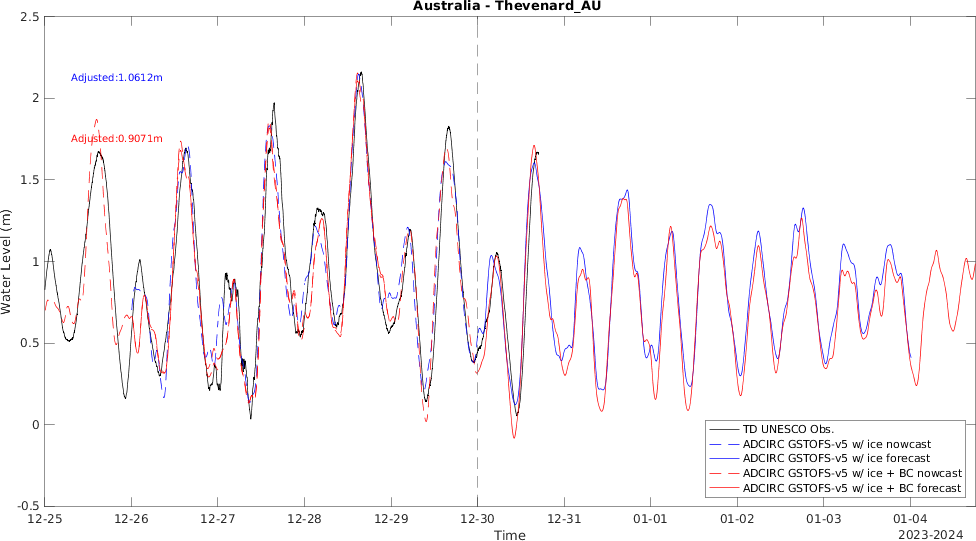 Australia - Thevenard_AU
2.5
2
1.5
1
0.5
0
-0.5
Water Level (m)
Adjusted:1.0612m
Adjusted:0.9071m
TD UNESCO Obs.
ADCIRC GSTOFS-v5 w/ ice nowcast
ADCIRC GSTOFS-v5 w/ ice forecast
ADCIRC GSTOFS-v5 w/ ice + BC nowcast
ADCIRC GSTOFS-v5 w/ ice + BC forecast
12-25 12-26 12-27 12-28 12-29 12-30 12-31 01-01 01-02 01-03 01-04
Time
2023-2024